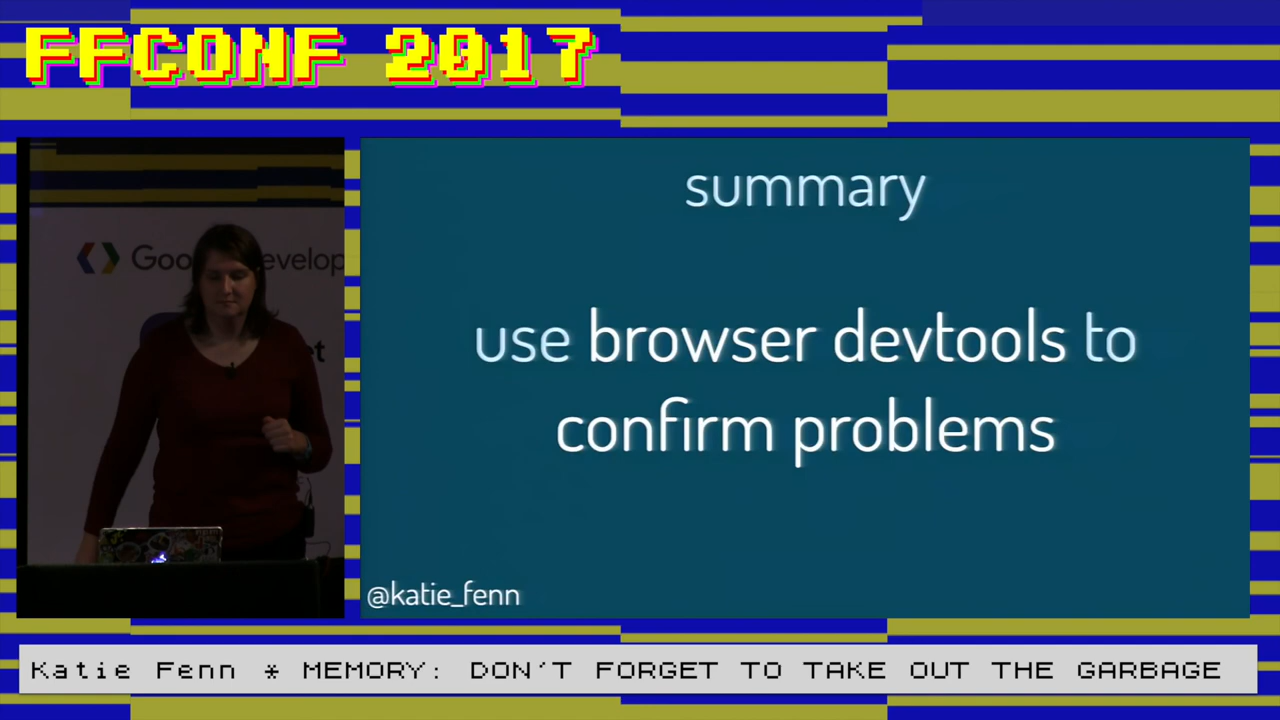 FFCONF 2017
summary
use browser devtools to
confirm problems
@katie_fenn
Katie Fenn * MEMORY: DON'T FORGET TO TAKE OUT THE GARBAGE